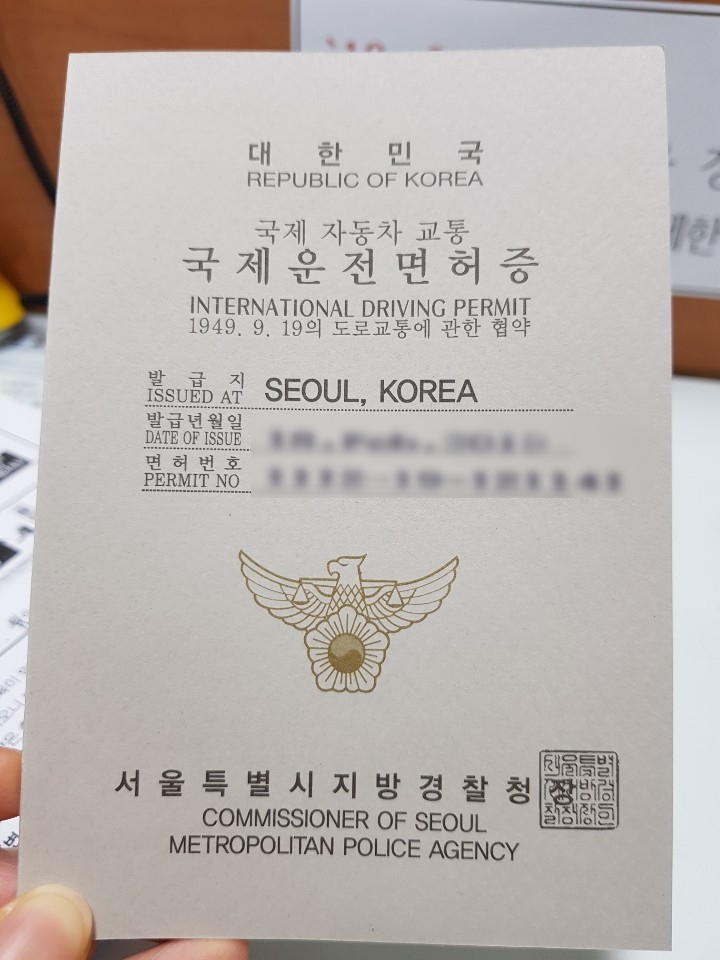 대한민국
REPUBLIC OF KOREA
국제 자동차 교통
국제운전면허증
INTERNATIONAL DRIVING PERMIT
1949. 9. 19의 도로교통에 관한 협약
발급지
ISSUED AT SEOUL, KOREA
발급년월일
DATE OF ISSUE
면허번호
PERMIT NO
서울특별시지방경찰청장
COMMISSIONER OF SEOUL
METROPOLITAN POLICE AGENCY